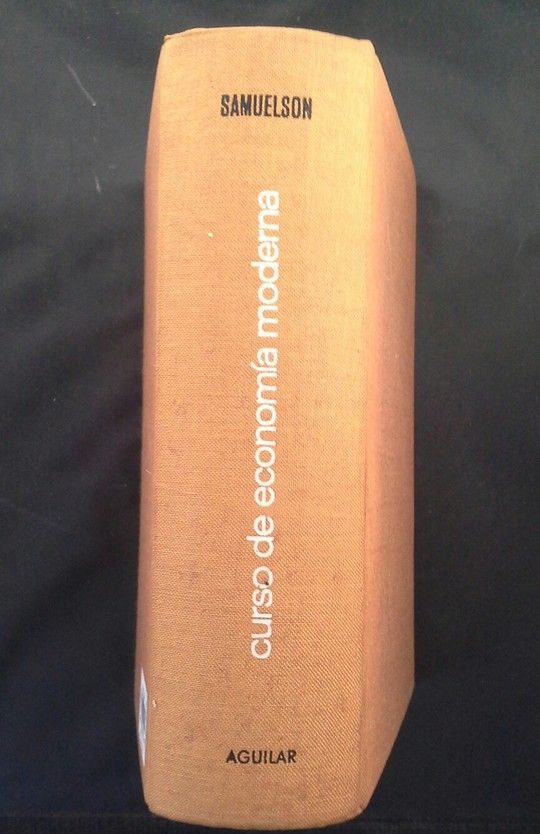 SAMUELSON
curso de economía moderna
AGUILAR